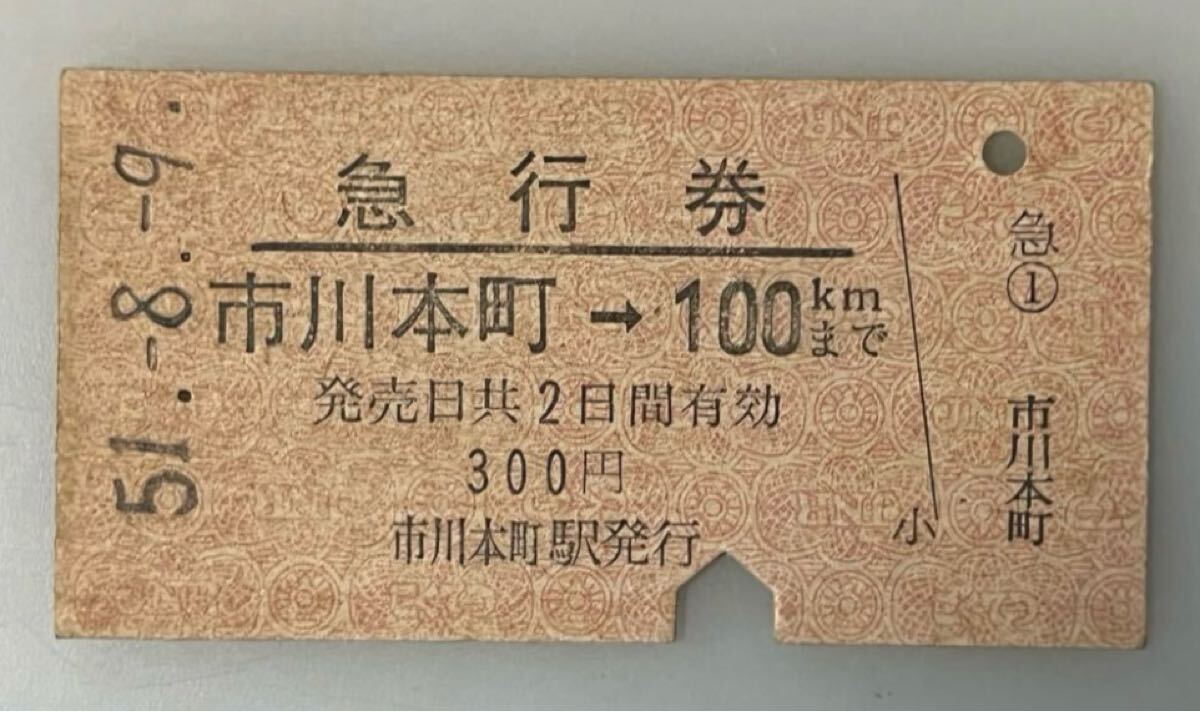 51.-8.-9.
急行券
市川本町→100kmまで
発売日共2日間有効
300円
市川本町駅発行
小
急①
市川本町